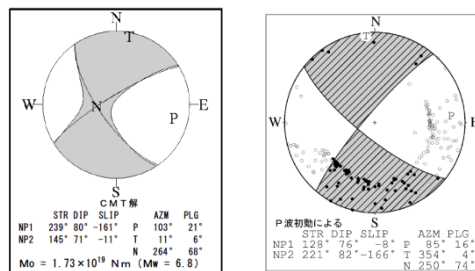 N
T
W
N
E
P
S
CMT解
STR DIP SLIP AZM PLG
NP1 239° 80° -161° P 103° 21°
NP2 145° 71° -11° T 11° 6°
N 264° 68°
Mo = 1.73×10¹⁹ Nm (Mw = 6.8)
N
T
W
P
E
S
P波初動による
STR DIP SLIP AZM PLG
NP1 128° 76° -8° P 85° 16°
NP2 221° 82° -166° T 354° 4°
N 250° 74°